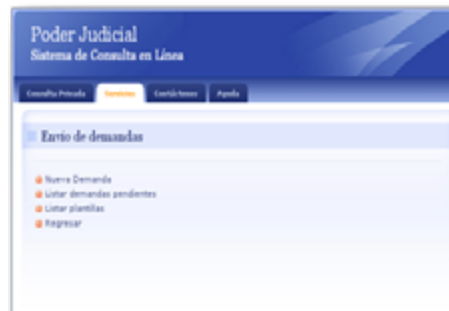 Poder Judicial
Sistema de Consulta en Línea
Consulta Privada Servicios Contáctenos Ayuda
Envío de demandas
Nueva Demanda
Listar demandas pendientes
Listar plantillas
Regresar